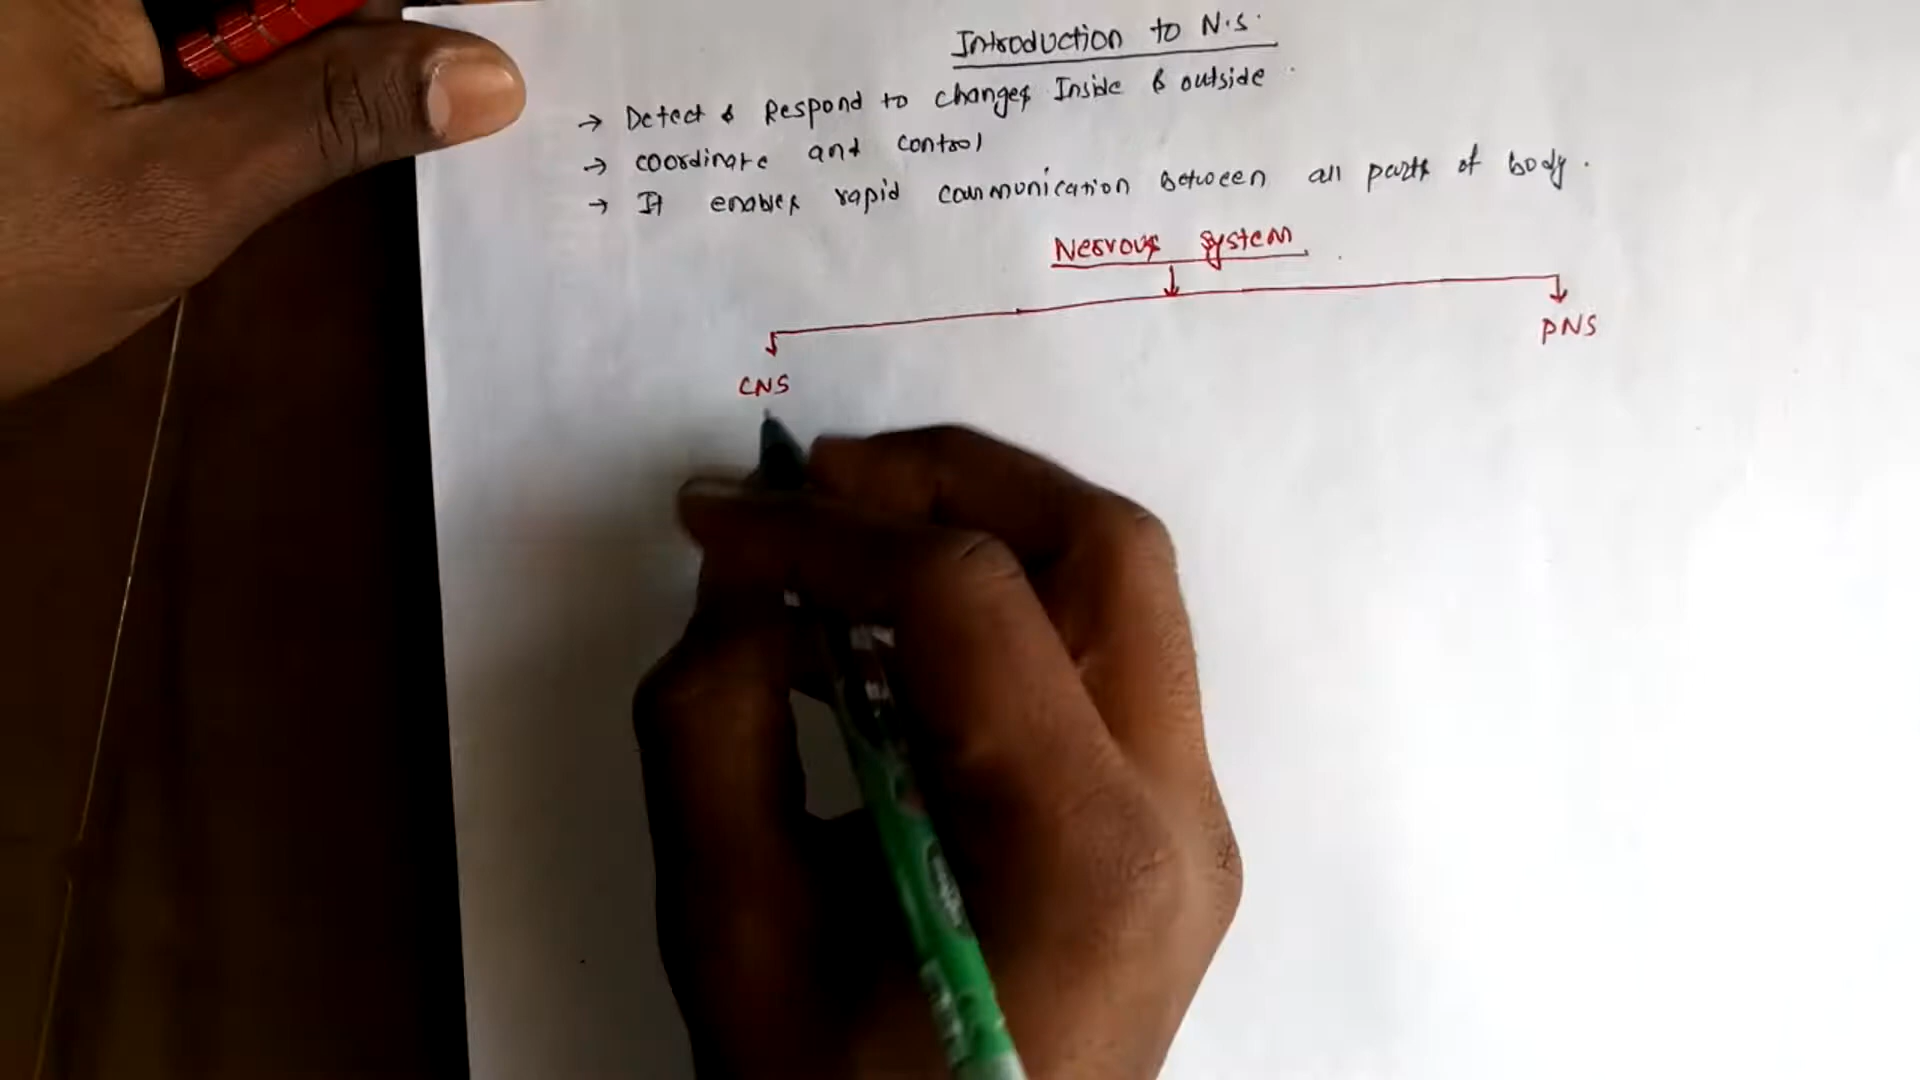 Introduction to N.S.
→ Detect & Respond to changes Inside & outside
→ coordinate and control
→ It enables rapid communication between all parts of body.
Nervous system
PNS
CNS